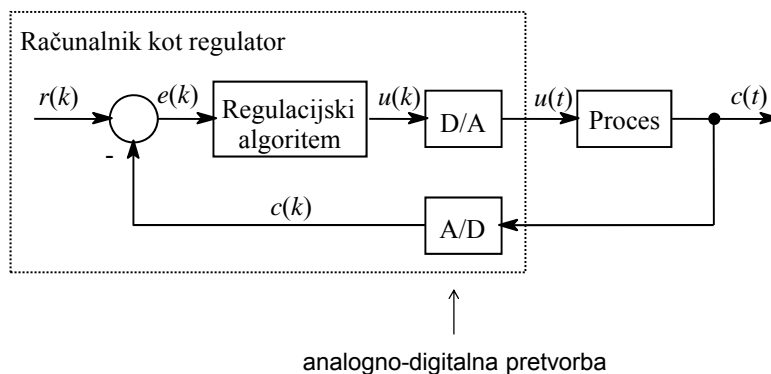 Računalnik kot regulator
r(k)
e(k)
Regulacijski
algoritem
u(k)
D/A
u(t)
Proces
c(t)
-
c(k)
A/D
analogno-digitalna pretvorba